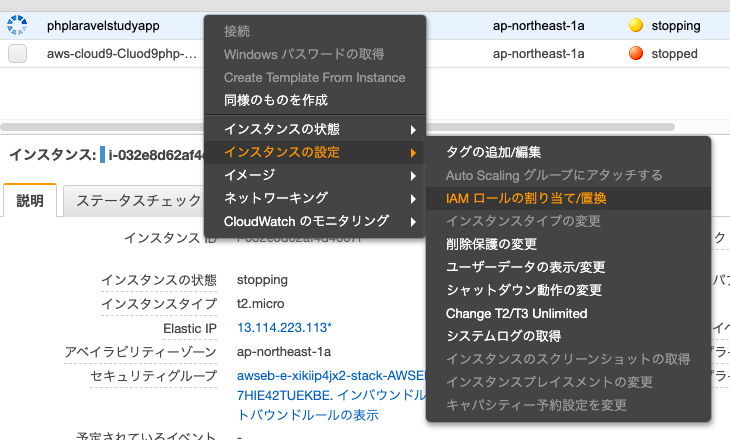 phplaravelstudyapp
ap-northeast-1a
stopping
aws-cloud9-Cluod9php-...
ap-northeast-1a
stopped
接続
Windows パスワードの取得
Create Template From Instance
同様のものを作成
インスタンスの状態
インスタンスの設定
イメージ
ネットワーキング
CloudWatch のモニタリング
タグの追加/編集
Auto Scaling グループにアタッチする
IAM ロールの割り当て/置換
インスタンスタイプの変更
削除保護の変更
ユーザーデータの表示/変更
シャットダウン動作の変更
Change T2/T3 Unlimited
システムログの取得
インスタンスのスクリーンショットの取得
インスタンスプレイスメントの変更
キャパシティー予約設定を変更
インスタンス: i-032e8d62af4
説明
ステータスチェック
インスタンス ID
インスタンスの状態 stopping
インスタンスタイプ t2.micro
Elastic IP 13.114.223.113*
アベイラビリティーゾーン ap-northeast-1a
セキュリティグループ awseb-e-xikiip4jx2-stack-AWSEB
7HIE42TUEKBE. インバウンドル
トバウンドルールの表示
予定されているイベント -